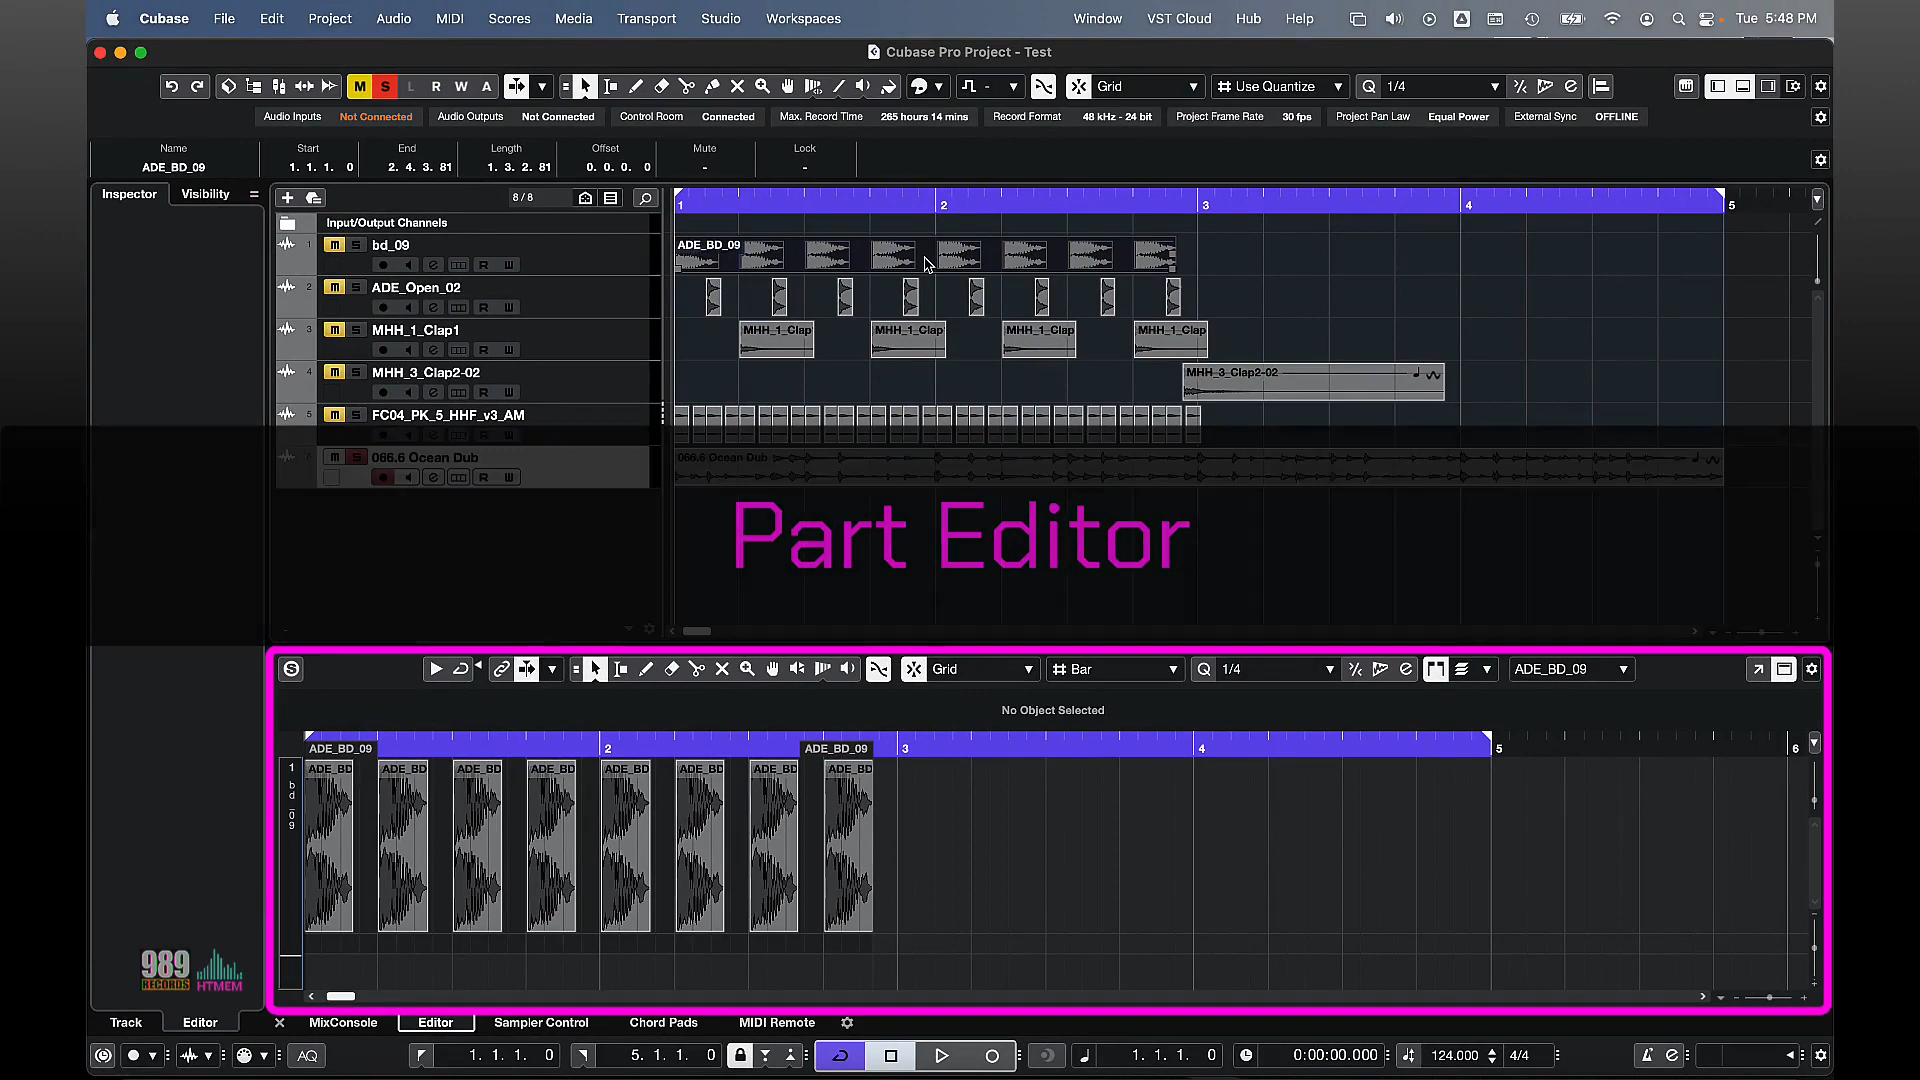 Cubase File Edit Project Audio MIDI Scores Media Transport Studio Workspaces Window VST Cloud Hub Help Tue 5:48 PM
Cubase Pro Project - Test
M S L R W A Grid Use Quantize Q 1/4
Audio Inputs Not Connected Audio Outputs Not Connected Control Room Connected Max. Record Time 265 hours 14 mins Record Format 48 kHz - 24 bit Project Frame Rate 30 fps Project Pan Law Equal Power External Sync OFFLINE
Name Start End Length Offset Mute Lock
ADE_BD_09 1. 1. 1. 0 2. 4. 3. 81 1. 3. 2. 81 0. 0. 0. 0 - -
Inspector Visibility 8/8 1 2 3 4 5
Input/Output Channels
1 m S bd_09 ADE_BD_09
e R
2 m S ADE_Open_02
e R
3 m S MHH_1_Clap1 MHH_1_Clap MHH_1_Clap MHH_1_Clap MHH_1_Clap
e R
4 m S MHH_3_Clap2-02 MHH_3_Clap2-02
e R
5 m S FC04_PK_5_HHF_v3_AM
e R
m S 066.6 Ocean Dub 066.6 Ocean Dub
e R
Part Editor
S Grid Bar Q 1/4 ADE_BD_09
No Object Selected
ADE_BD_09 2 ADE_BD_09 3 4 5 6
1 ADE_BD ADE_BD ADE_BD ADE_BD ADE_BD ADE_BD ADE_BD ADE_BD
bd_09
989
RECORDS HTMEM
Track Editor MixConsole Editor Sampler Control Chord Pads MIDI Remote
AQ 1. 1. 1. 0 5. 1. 1. 0 1. 1. 1. 0 0:00:00.000 124.000 4/4